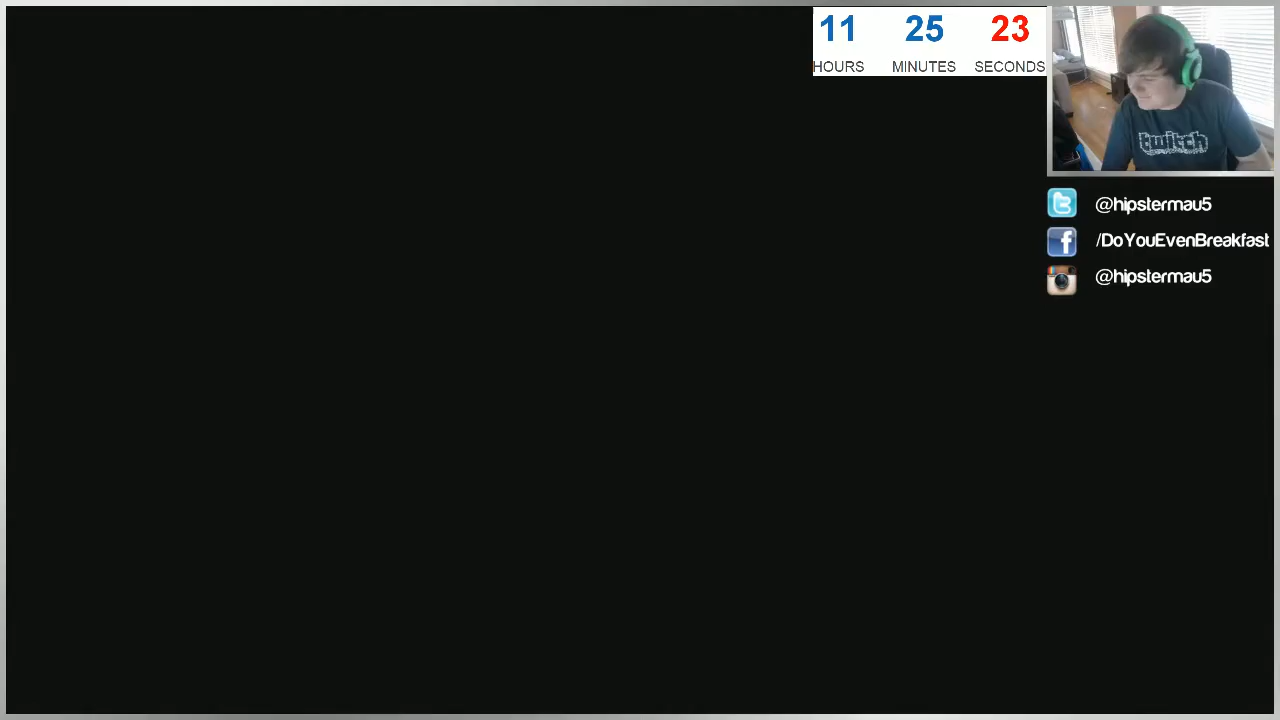 11 25 23
HOURS MINUTES SECONDS
twitch
@hipstermau5
/DoYouEvenBreakfast
@hipstermau5